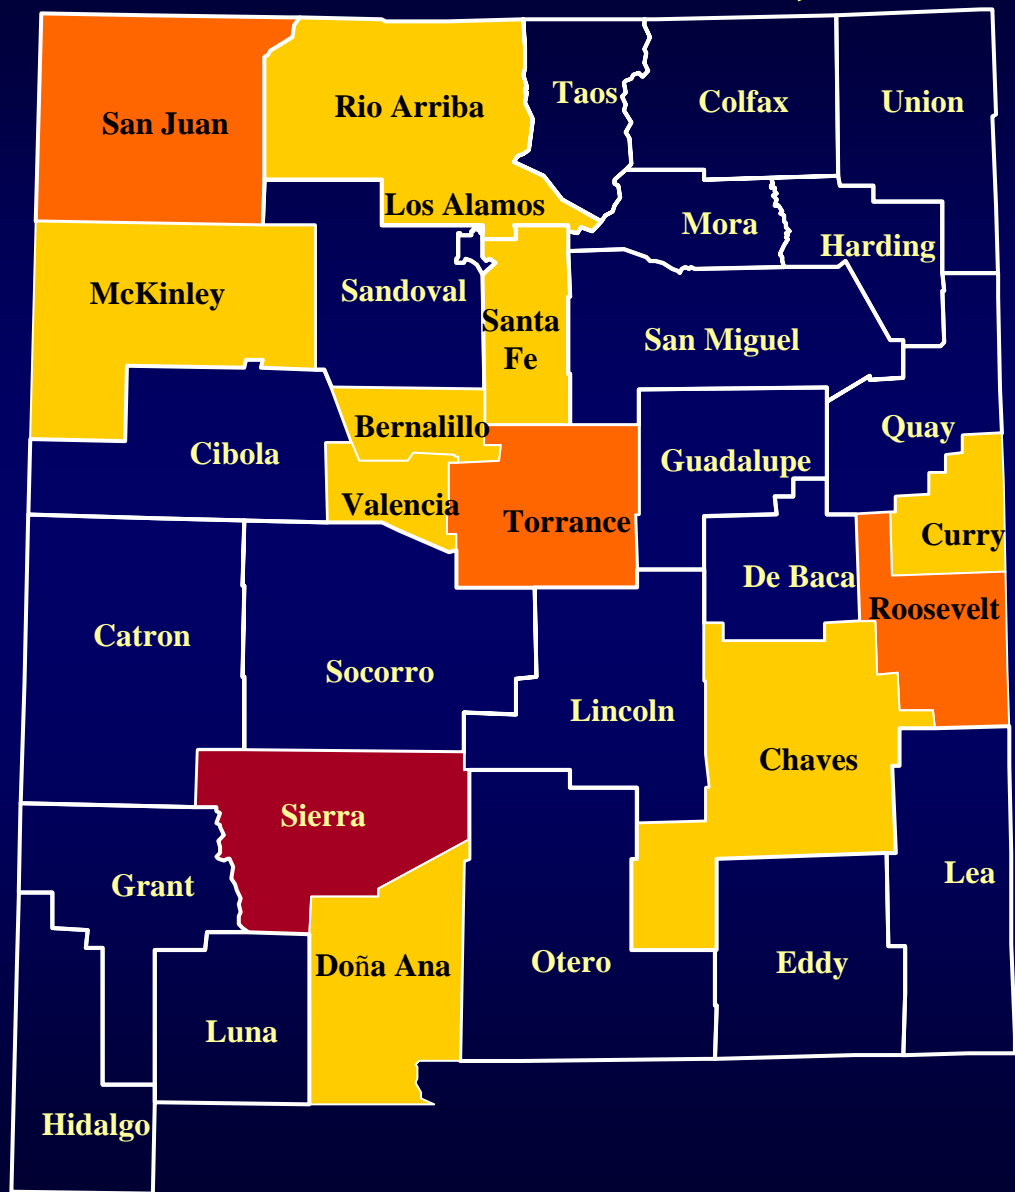 Taos
Colfax
Union
Rio Arriba
San Juan
Los Alamos
Mora
Harding
McKinley
Sandoval
Santa
Fe
San Miguel
Bernalillo
Quay
Cibola
Guadalupe
Valencia
Torrance
Curry
De Baca
Roosevelt
Catron
Socorro
Lincoln
Chaves
Sierra
Lea
Grant
Doña Ana
Otero
Eddy
Luna
Hidalgo